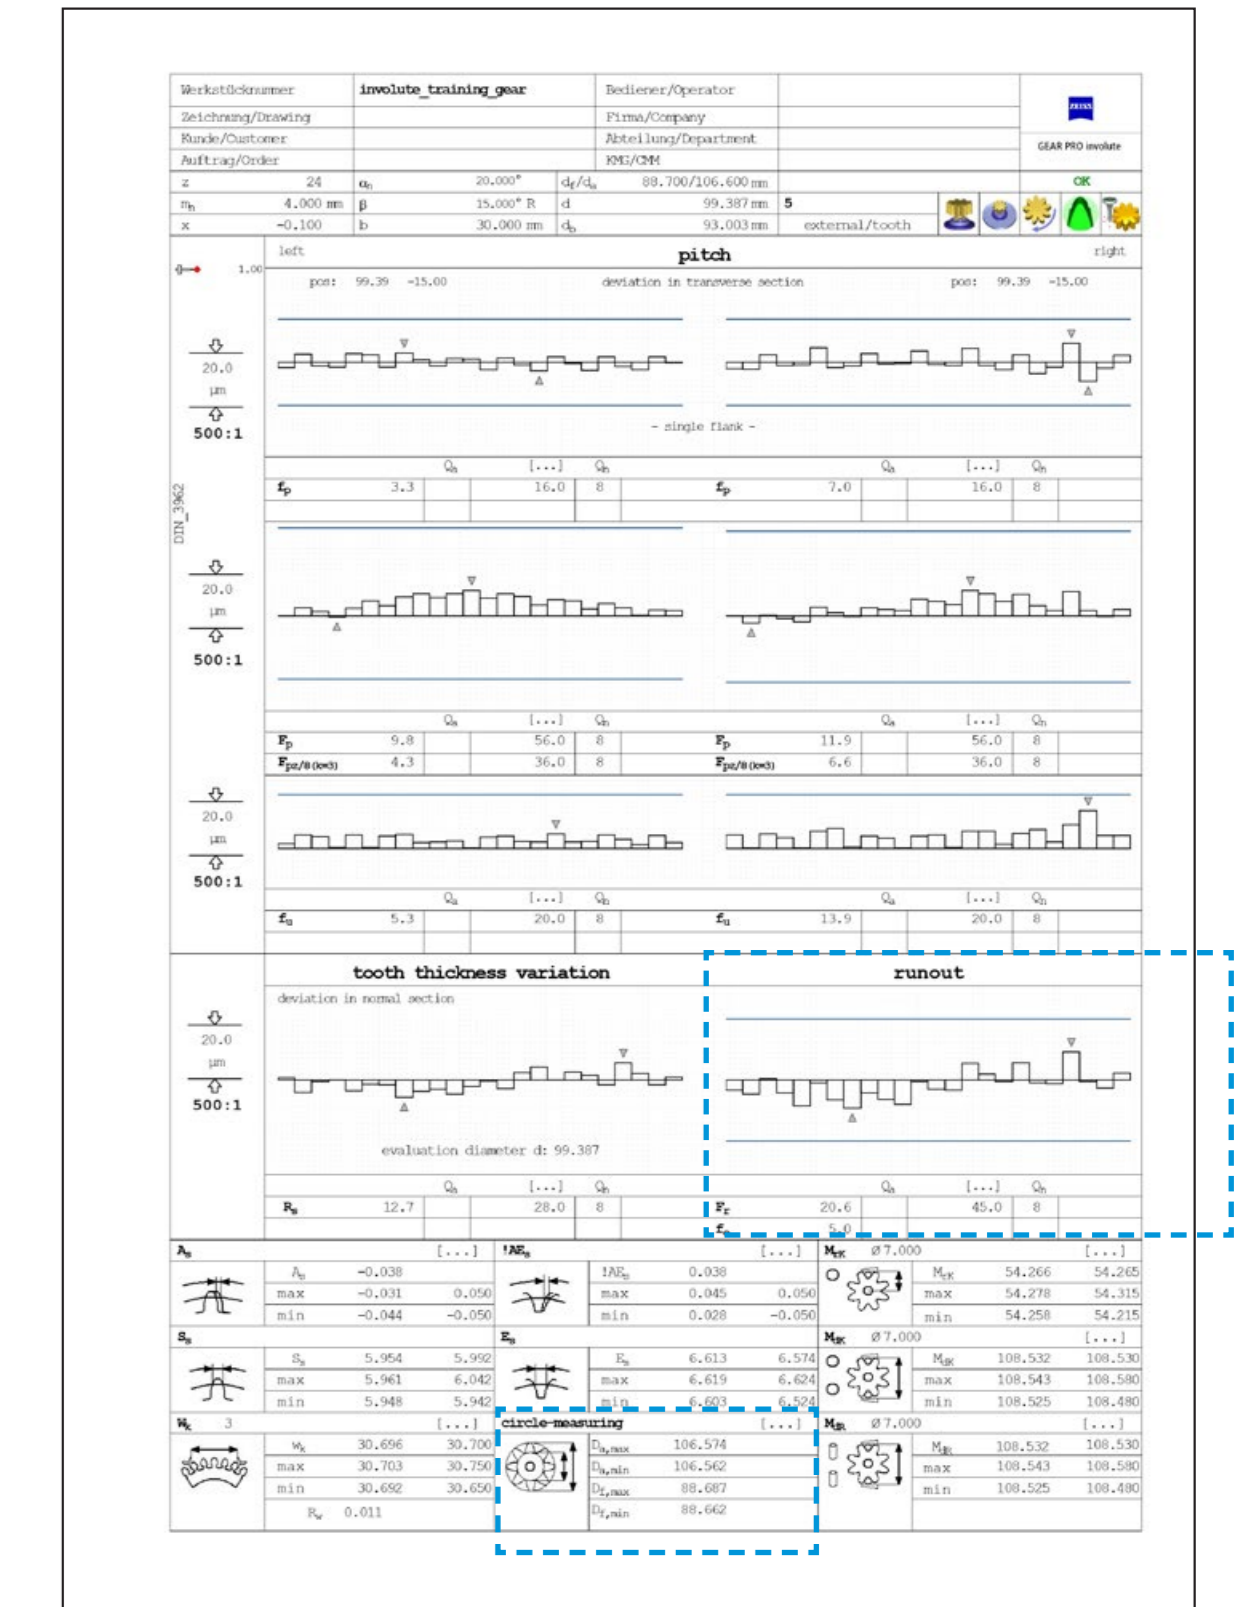 Werkstücknummer involute_training_gear Bediener/Operator
Zeichnung/Drawing Firma/Company
Kunde/Customer Abteilung/Department
Auftrag/Order KMG/CMM
ZEISS
GEAR PRO involute
z 24 αn 20.000° df/da 88.700/106.600 mm OK
mn 4.000 mm β 15.000° R d 99.387 mm 5
x -0.100 b 30.000 mm db 93.003 mm external/tooth
left pitch right
1.00
pos: 99.39 -15.00 deviation in transverse section pos: 99.39 -15.00
20.0
µm
500:1
- single flank -
DIN_3962
Qa [...] Qn Qa [...] Qn
fp 3.3 16.0 8 fp 7.0 16.0 8
20.0
µm
500:1
Qa [...] Qn Qa [...] Qn
Fp 9.8 56.0 8 Fp 11.9 56.0 8
Fpz/8(k=3) 4.3 36.0 8 Fpz/8(k=3) 6.6 36.0 8
20.0
µm
500:1
Qa [...] Qn Qa [...] Qn
fu 5.3 20.0 8 fu 13.9 20.0 8
tooth thickness variation runout
deviation in normal section
20.0
µm
500:1
evaluation diameter d: 99.387
Qa [...] Qn Qa [...] Qn
Rs 12.7 28.0 8 Fr 20.6 45.0 8
5.0
As [...] !AEs [...] MrK Ø7.000 [...]
As -0.038 !AEs 0.038 MrK 54.266 54.265
max -0.031 0.050 max 0.045 0.050 max 54.278 54.315
min -0.044 -0.050 min 0.028 -0.050 min 54.258 54.215
Ss Es MdK Ø7.000 [...]
Ss 5.954 5.992 Es 6.613 6.574 MdK 108.532 108.530
max 5.961 6.042 max 6.619 6.624 max 108.543 108.580
min 5.948 5.942 min 6.603 6.524 min 108.525 108.480
Wk 3 [...] circle-measuring [...] MdR Ø7.000 [...]
Wk 30.696 30.700 Da,max 106.574 MdR 108.532 108.530
max 30.703 30.750 Da,min 106.562 max 108.543 108.580
min 30.692 30.650 Df,max 88.687 min 108.525 108.480
Rw 0.011 Df,min 88.662